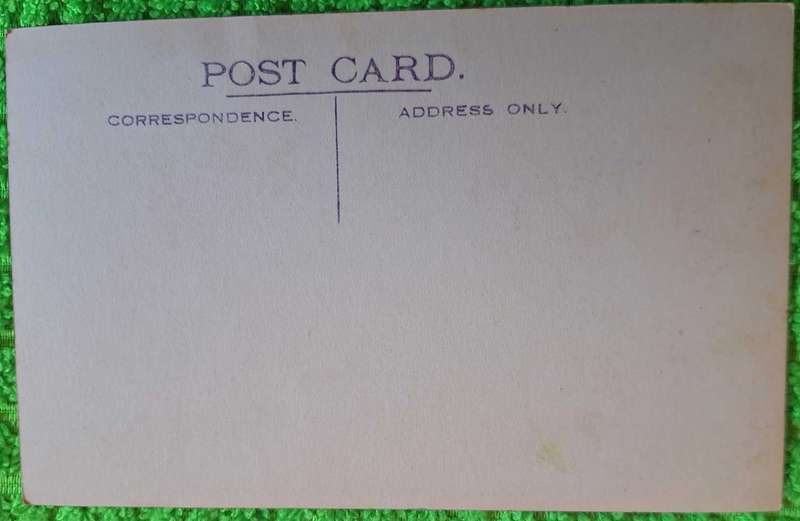 POST CARD.
CORRESPONDENCE.
ADDRESS ONLY.